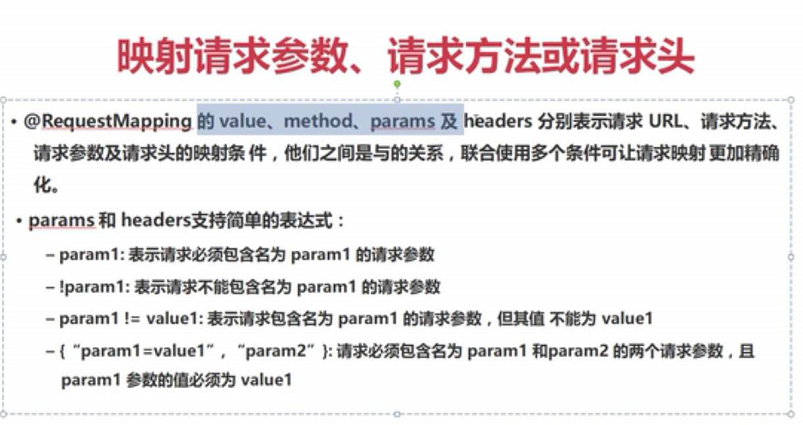 映射请求参数、请求方法或请求头
• @RequestMapping 的 value、method、params 及 headers 分别表示请求 URL、请求方法、
请求参数及请求头的映射条 件，他们之间是与的关系，联合使用多个条件可让请求映射 更加精确
化。
• params 和 headers支持简单的表达式：
– param1: 表示请求必须包含名为 param1 的请求参数
– !param1: 表示请求不能包含名为 param1 的请求参数
– param1 != value1: 表示请求包含名为 param1 的请求参数，但其值 不能为 value1
– {“param1=value1”, “param2”}: 请求必须包含名为 param1 和param2 的两个请求参数，且
param1 参数的值必须为 value1